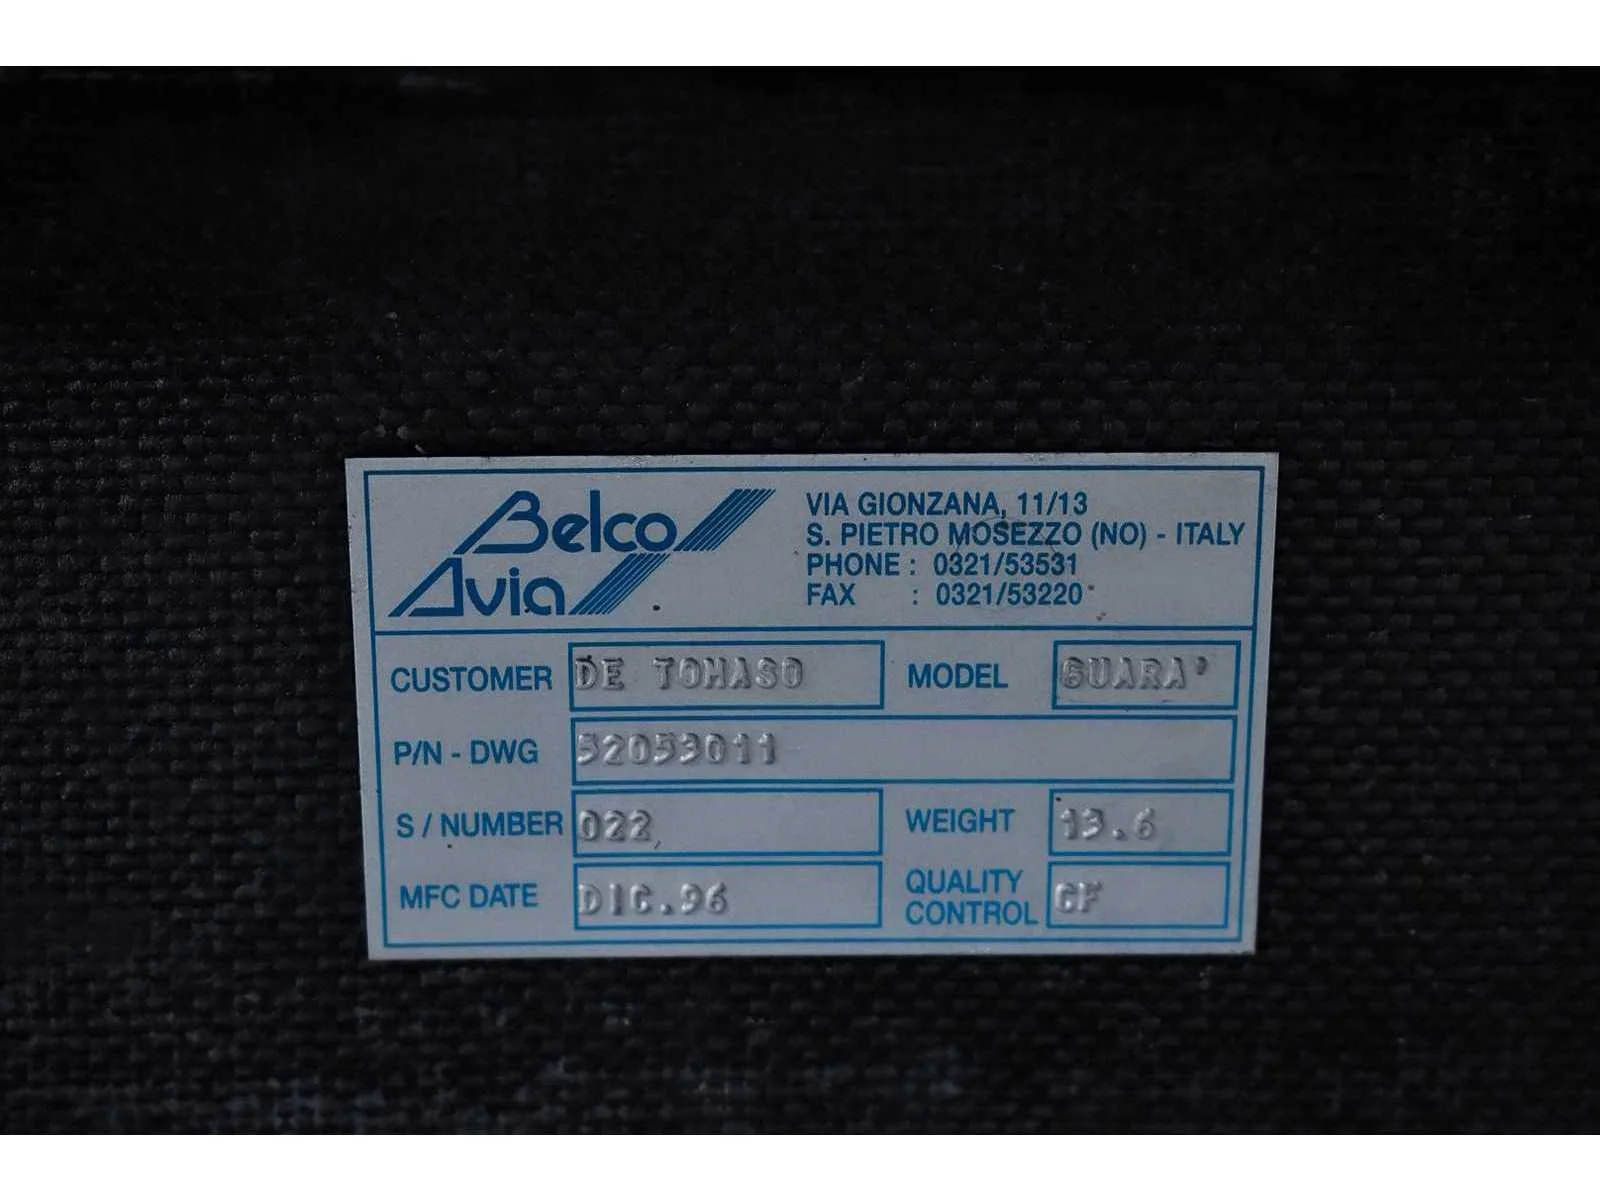 Belco
Avia
VIA GIONZANA, 11/13
S. PIETRO MOSEZZO (NO) - ITALY
PHONE : 0321/53531
FAX : 0321/53220
CUSTOMER DE TOMASO MODEL GUARA'
P/N - DWG 52053011
S / NUMBER 022 WEIGHT 13.6
MFC DATE DIC.96 QUALITY CONTROL CF